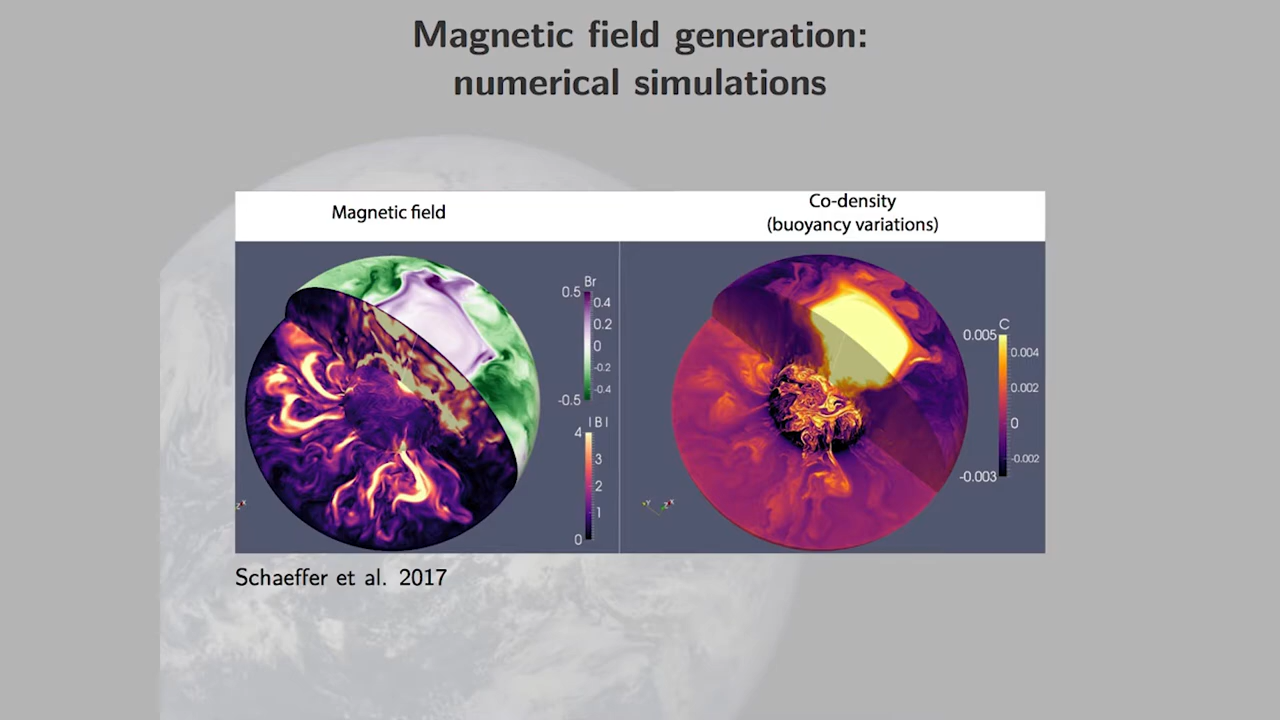 Magnetic field generation:
numerical simulations
Magnetic field
Co-density
(buoyancy variations)
Br
0.5
0.4
0.2
0
-0.2
-0.4
-0.5
|B|
4
3
2
1
0
C
0.005
0.004
0.002
0
-0.002
-0.003
Schaeffer et al. 2017